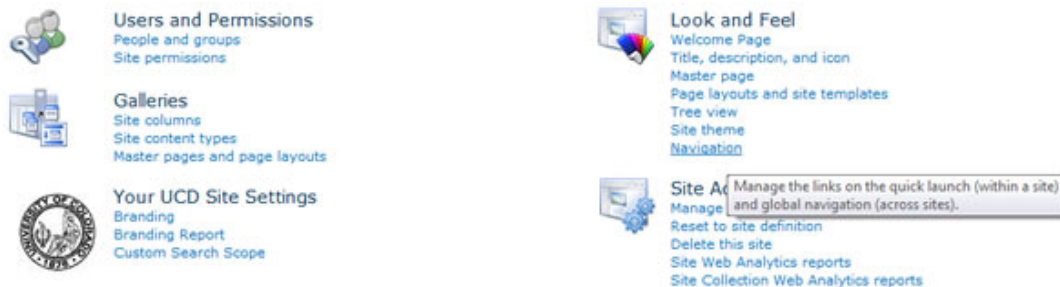 Users and Permissions
People and groups
Site permissions
Galleries
Site columns
Site content types
Master pages and page layouts
Your UCD Site Settings
Branding
Branding Report
Custom Search Scope
UNIVERSITY OF COLORADO
1876
Look and Feel
Welcome Page
Title, description, and icon
Master page
Page layouts and site templates
Tree view
Site theme
Navigation
Site Ac
Manage the links on the quick launch (within a site)
and global navigation (across sites).
Manage
Reset to site definition
Delete this site
Site Web Analytics reports
Site Collection Web Analytics reports